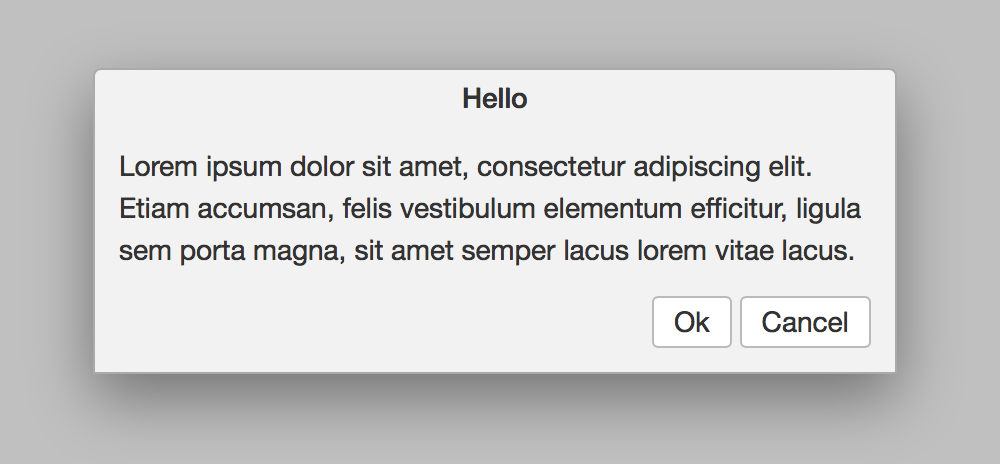 Hello
Lorem ipsum dolor sit amet, consectetur adipiscing elit.
Etiam accumsan, felis vestibulum elementum efficitur, ligula
sem porta magna, sit amet semper lacus lorem vitae lacus.
Ok
Cancel